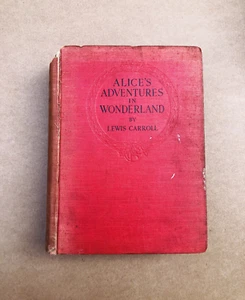 ALICE'S
ADVENTURES
IN
WONDERLAND
BY
LEWIS CARROLL